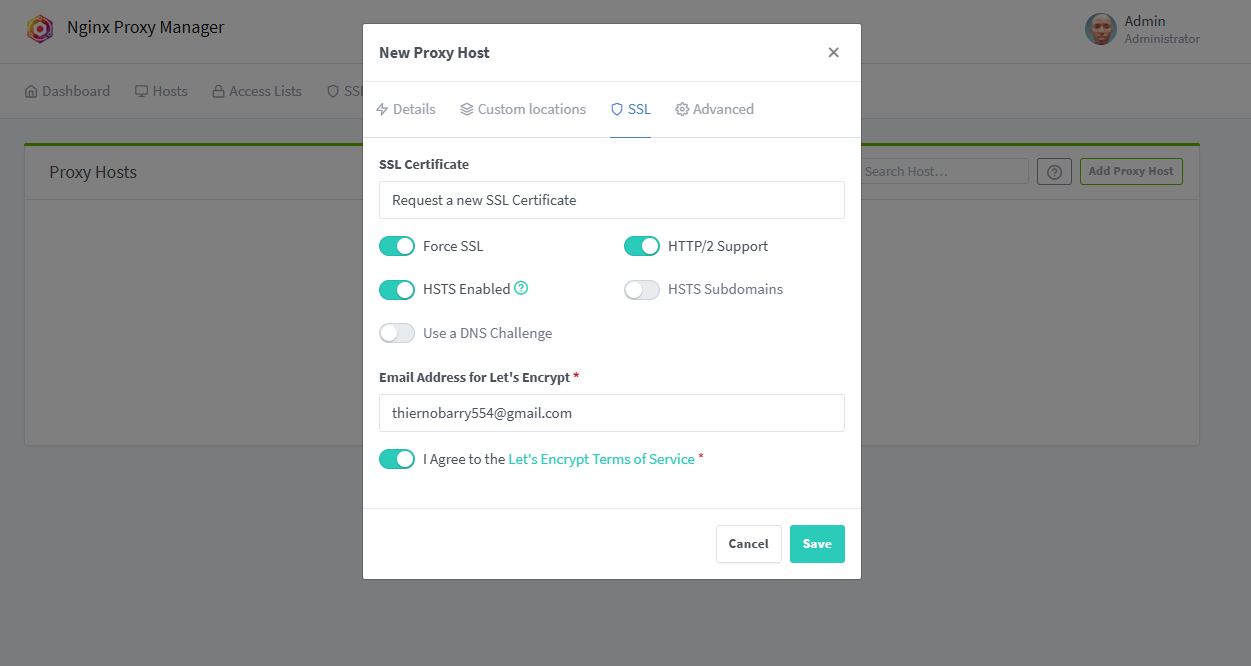 Nginx Proxy Manager
Admin
Administrator
New Proxy Host
Dashboard
Hosts
Access Lists
Details
Custom locations
SSL
Advanced
Proxy Hosts
Search Host...
Add Proxy Host
SSL Certificate
Request a new SSL Certificate
Force SSL
HTTP/2 Support
HSTS Enabled
HSTS Subdomains
Use a DNS Challenge
Email Address for Let's Encrypt *
thiernobarry554@gmail.com
I Agree to the Let's Encrypt Terms of Service *
Cancel
Save